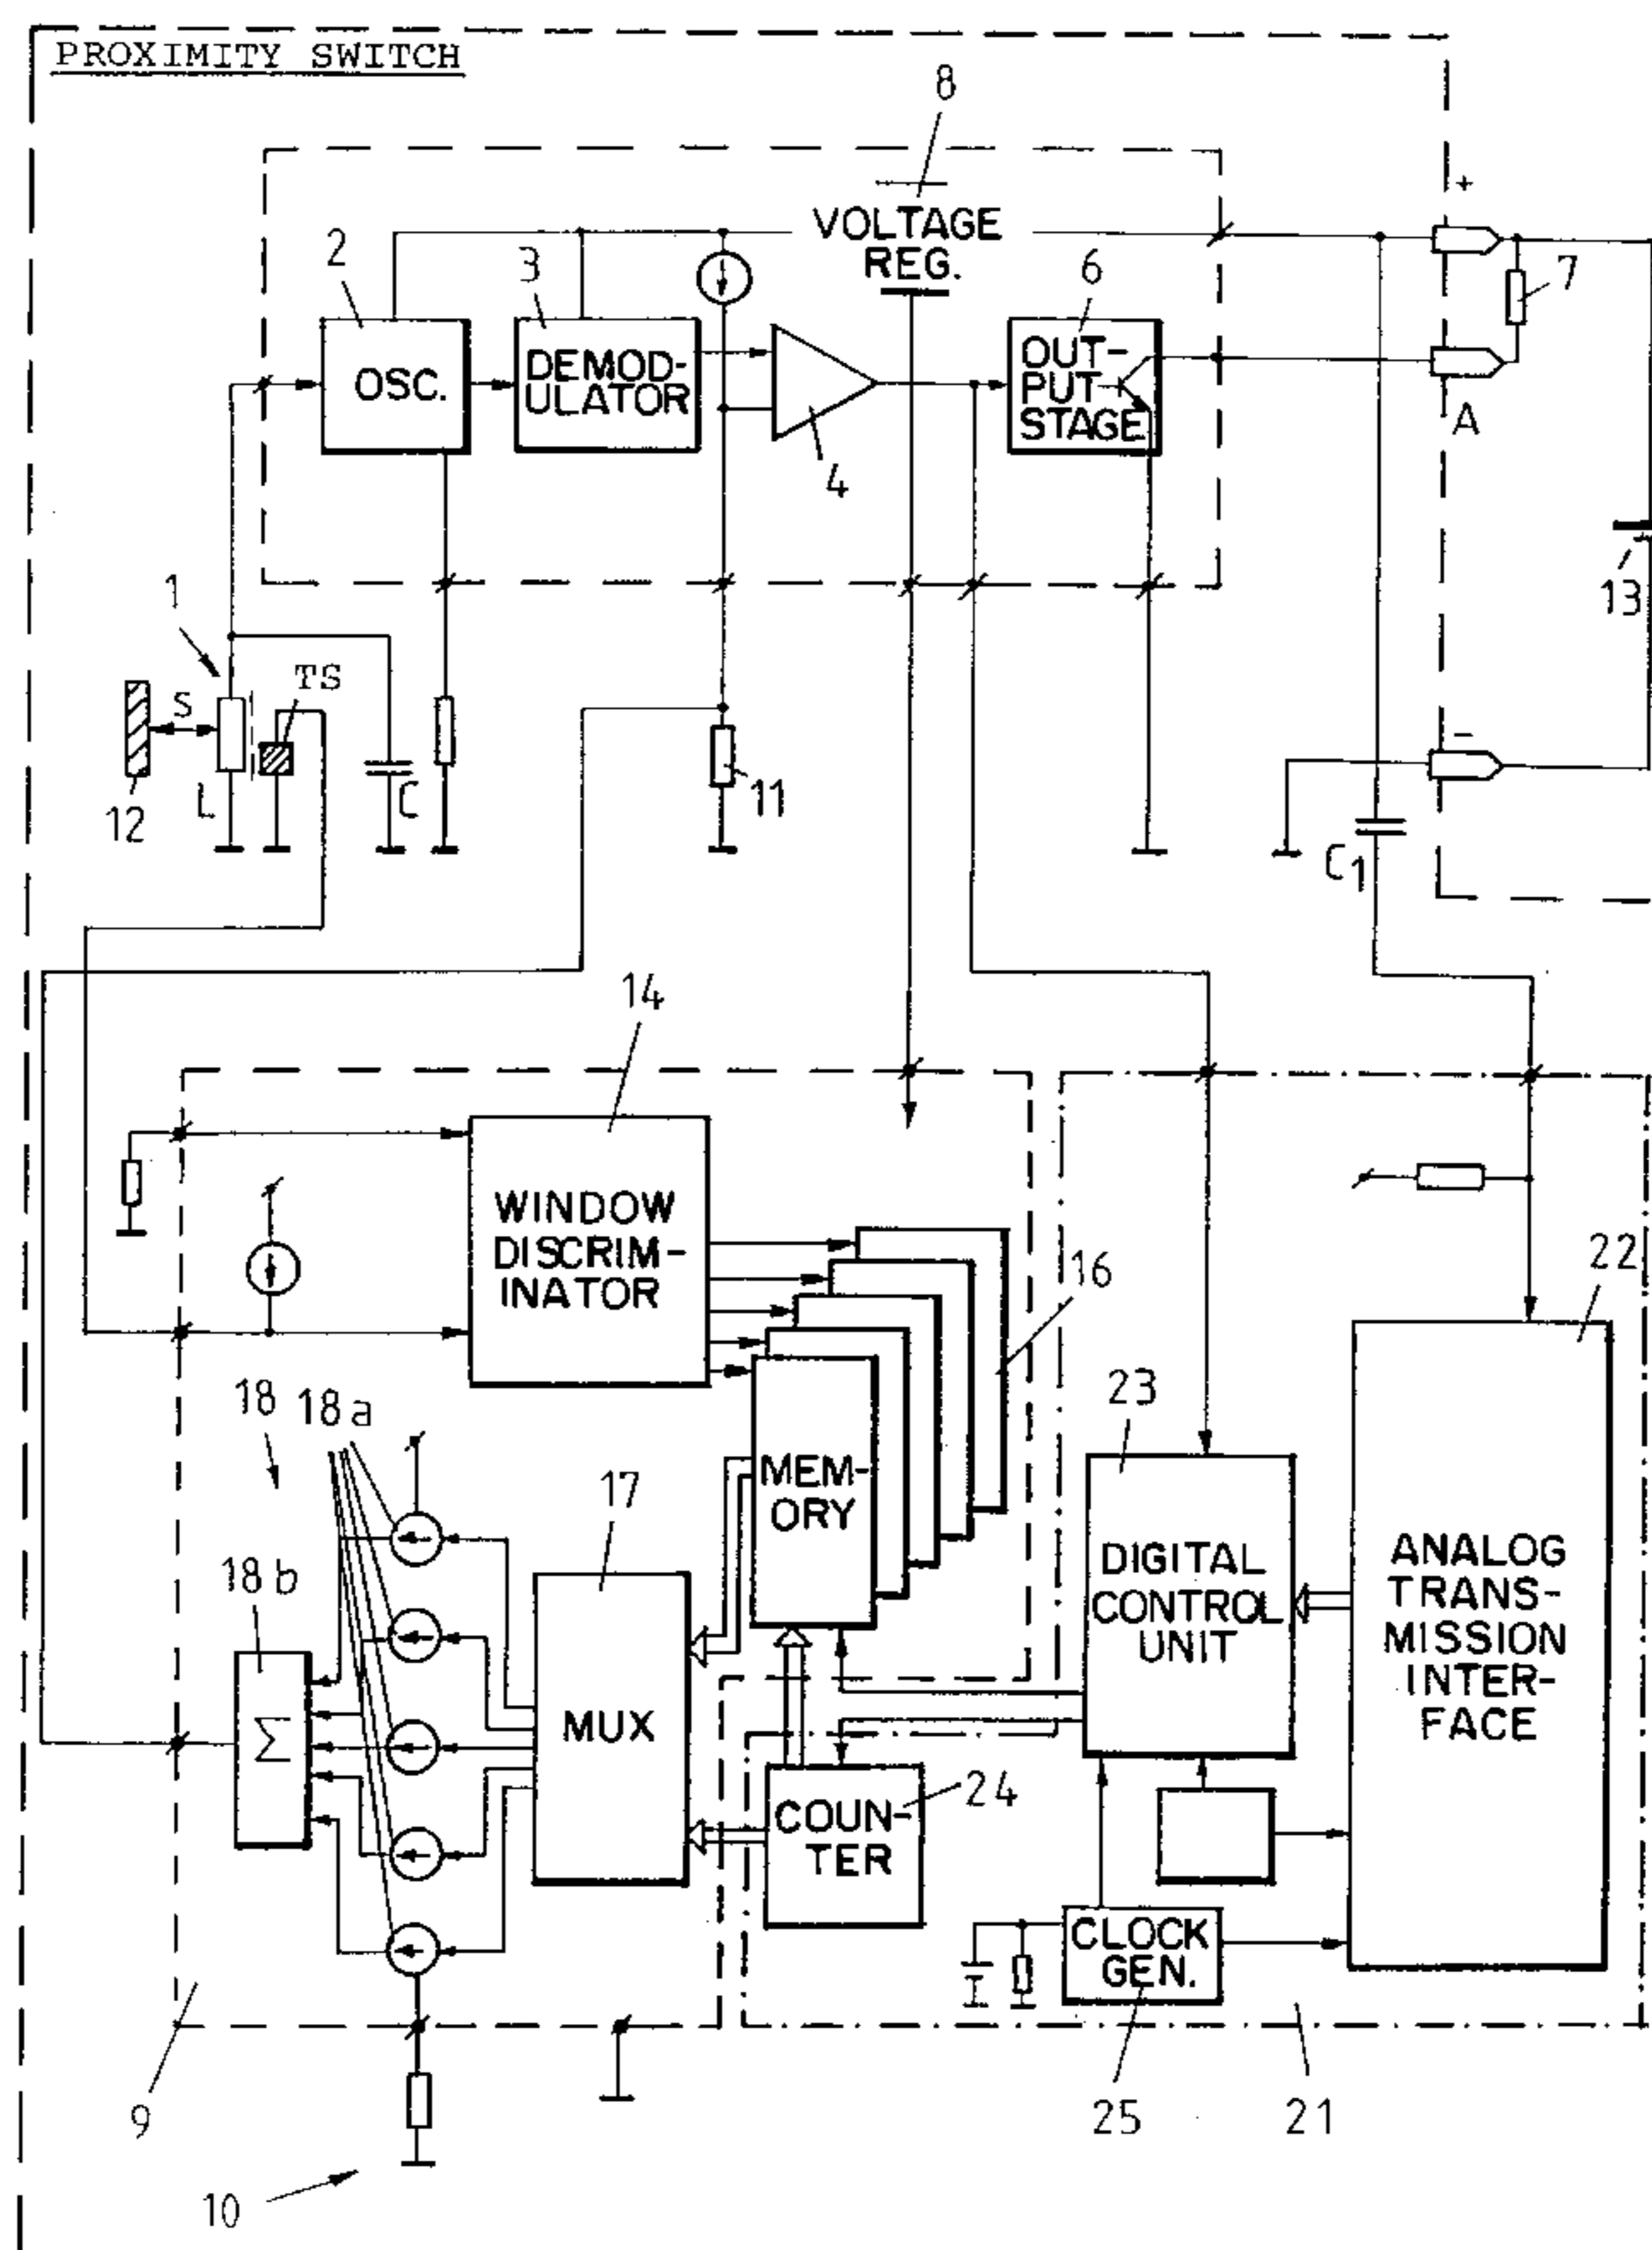 PROXIMITY SWITCH
8
+
VOLTAGE
REG.
2
3
6
7
OSC.
DEMOD-
ULATOR
OUT-
PUT
STAGE
4
A
13
1
TS
S
-
12
L
C
11
C1
14
WINDOW
DISCRIM-
INATOR
16
22
18
18a
23
17
MEM-
ORY
18b
DIGITAL
CONTROL
UNIT
ANALOG
TRANS-
MISSION
INTER-
FACE
Σ
MUX
24
COUN-
TER
CLOCK
GEN.
9
25
21
10